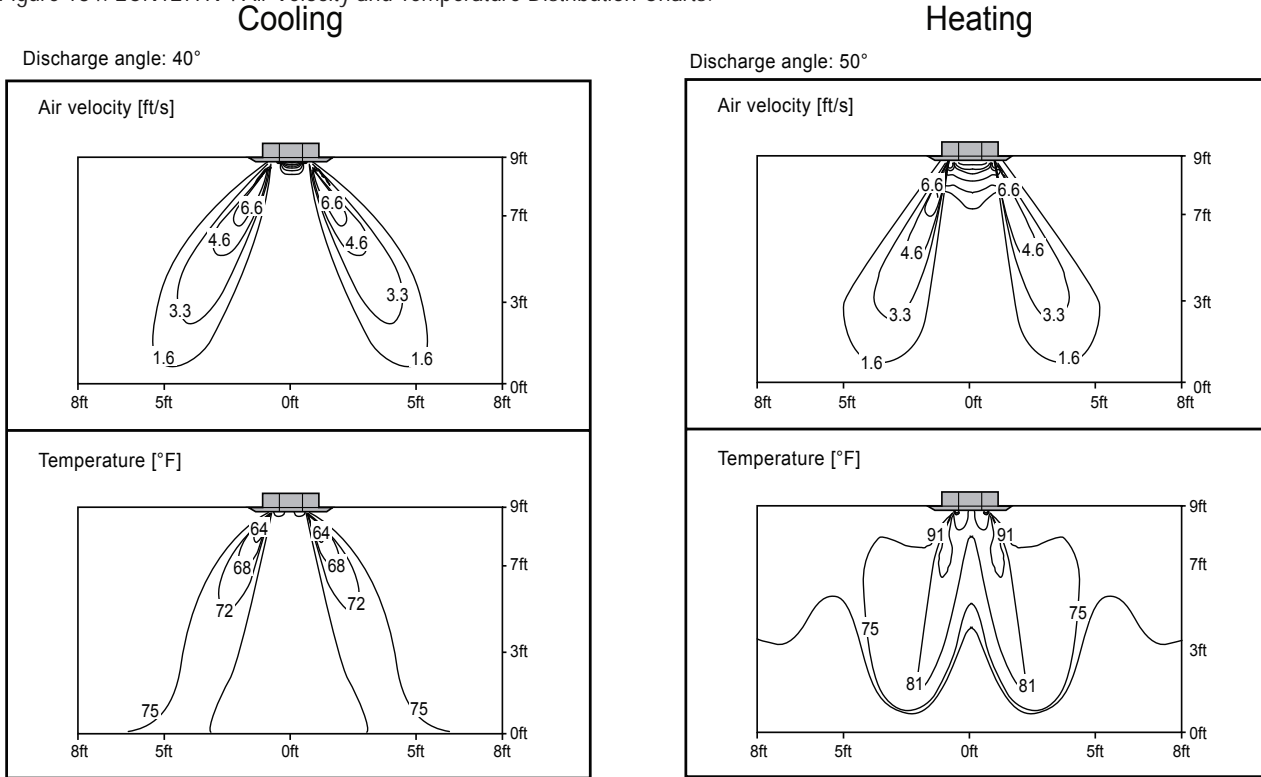 Cooling
Discharge angle: 40°
Air velocity [ft/s]
9ft
6.6
6.6
7ft
4.6
4.6
3.3
3.3
3ft
1.6
1.6
0ft
8ft
5ft
0ft
5ft
8ft
Temperature [°F]
9ft
64
64
68
68
7ft
72
72
3ft
75
75
0ft
8ft
5ft
0ft
5ft
8ft
Heating
Discharge angle: 50°
Air velocity [ft/s]
9ft
6.6
6.6
7ft
4.6
4.6
3.3
3.3
3ft
1.6
1.6
0ft
8ft
5ft
0ft
5ft
8ft
Temperature [°F]
9ft
91
91
7ft
75
75
3ft
81
81
0ft
8ft
5ft
0ft
5ft
8ft